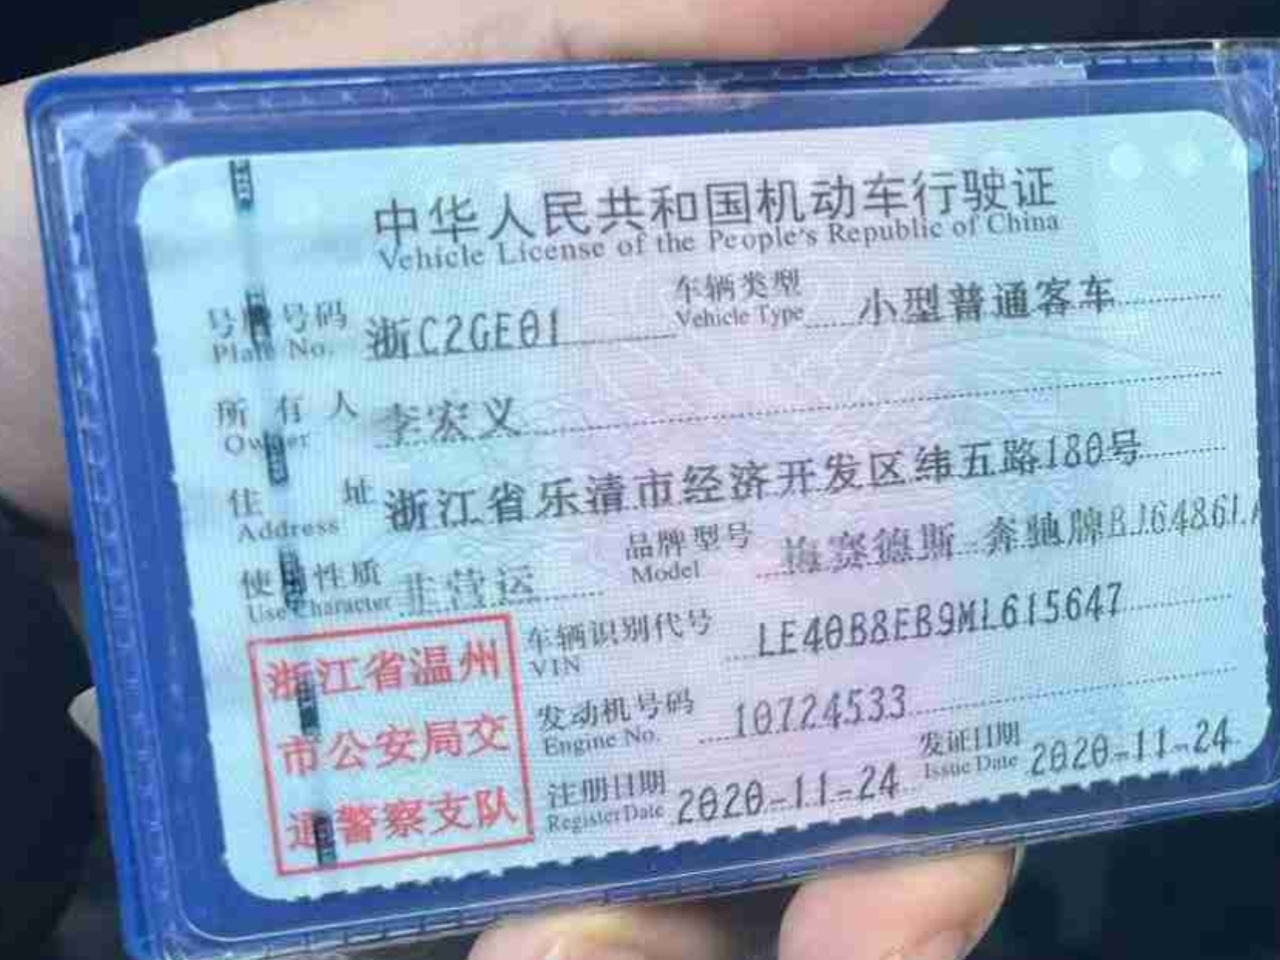 中华人民共和国机动车行驶证
Vehicle License of the People's Republic of China
号牌号码 浙C2GE01 车辆类型 小型普通客车
Plate No. Vehicle Type
所有人 李宏义
Owner
住址 浙江省乐清市经济开发区纬五路180号
Address
使用性质 非营运 品牌型号 梅赛德斯-奔驰牌BJ6486LA
Use Character Model
浙江省温州
市公安局交
通警察支队
车辆识别代号 LE40B8EB9ML615647
VIN
发动机号码 10724533
Engine No.
注册日期 2020-11-24 发证日期 2020-11-24
Register Date Issue Date